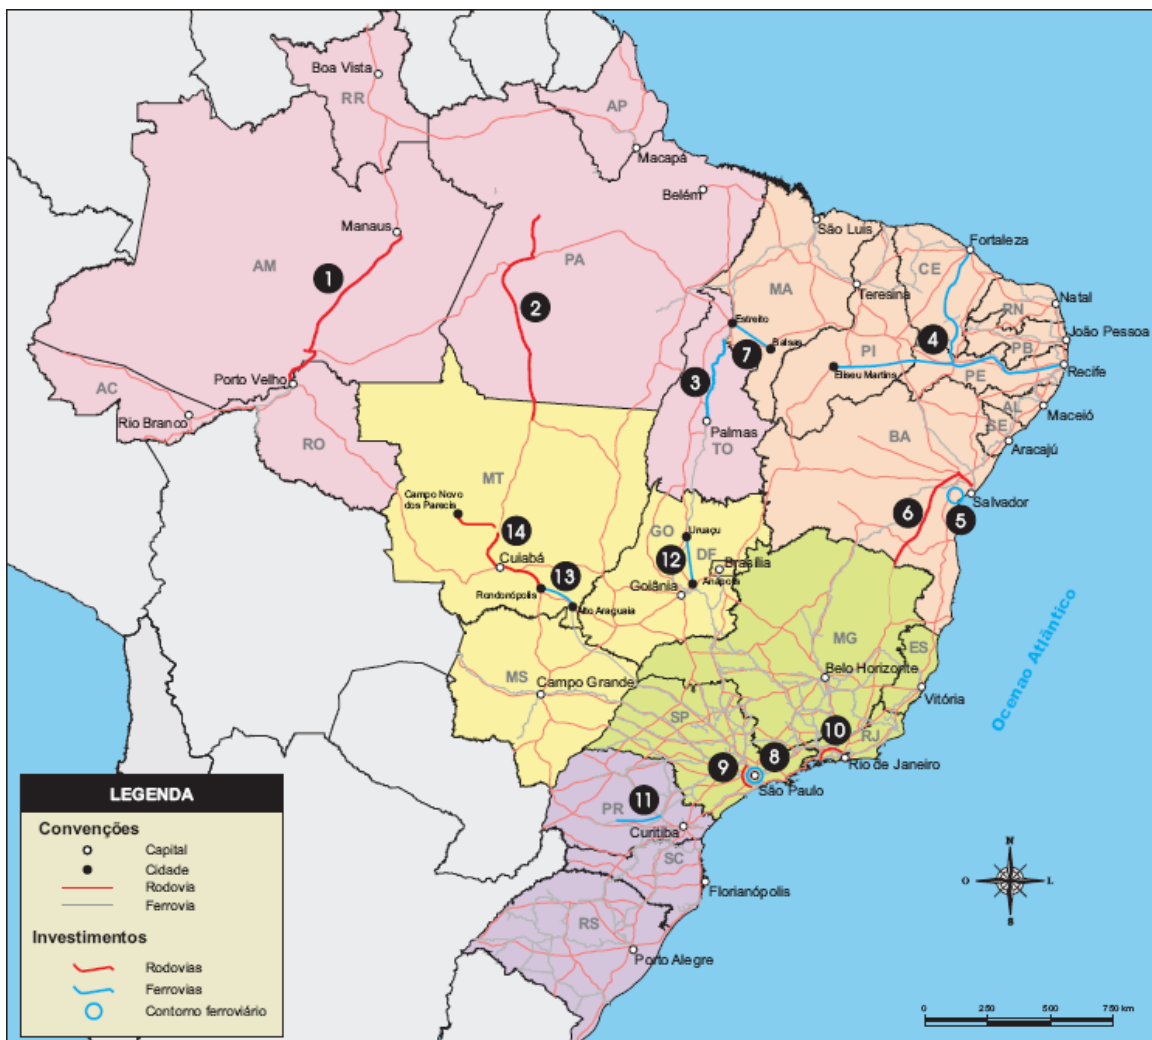 Boa Vista
RR
AP
Macapá
Belém
Manaus
São Luis
Fortaleza
AM
1
PA
2
MA
CE
Teresina
Natal
RN
Estreito
João Pessoa
4
PB
7
Balsas
PI
Eliseu Martins
Recife
PE
Porto Velho
3
AC
Rio Branco
Palmas
AL
Maceió
SE
RO
TO
BA
Aracajú
MT
Campo Novo
dos Parecis
Salvador
6
5
14
GO
Uruaçu
Cuiabá
12
DF
Brasília
13
Rondonópolis
Goiânia
Anápolis
Alto Araguaia
Ocenao Atlântico
MG
ES
MS
Belo Horizonte
Campo Grande
Vitória
SP
10
RJ
8
9
Rio de Janeiro
São Paulo
11
PR
Curitiba
SC
Florianópolis
RS
Porto Alegre
N
O
L
S
0
250
500
750 km
LEGENDA
Convenções
Capital
Cidade
Rodovia
Ferrovia
Investimentos
Rodovias
Ferrovias
Contorno ferroviário